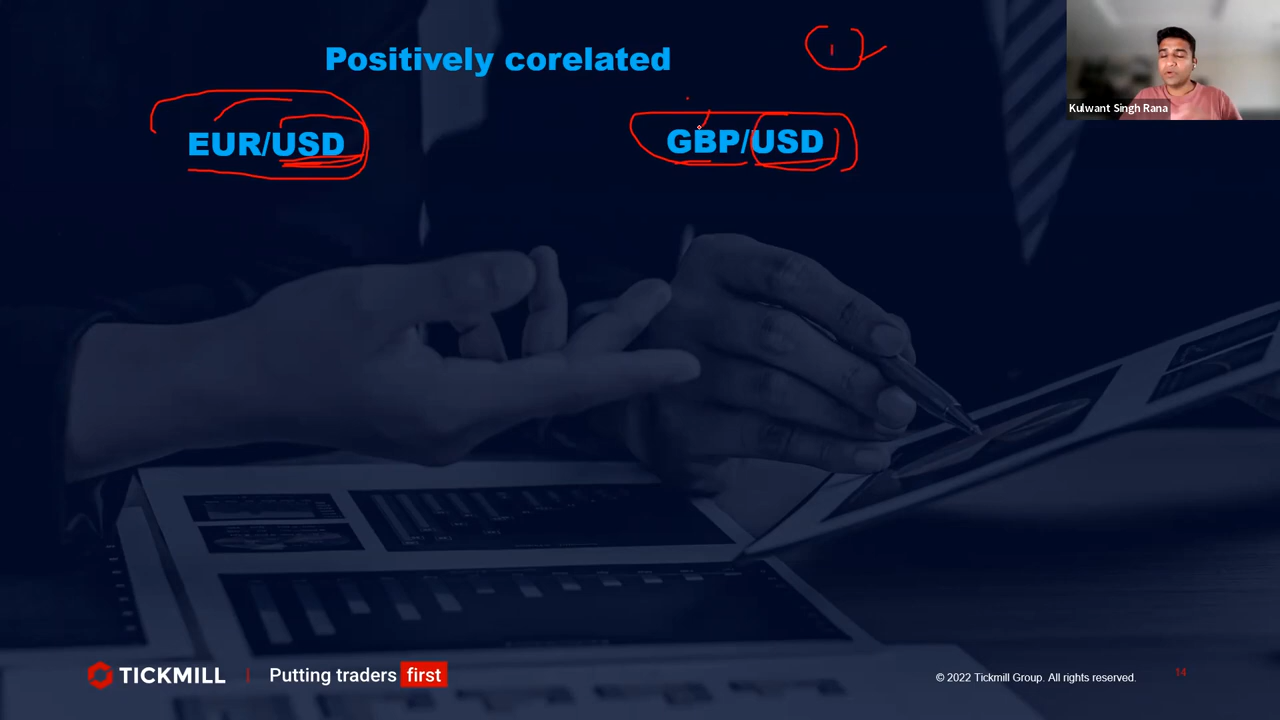 Positively corelated
1
EUR/USD
GBP/USD
Kulwant Singh Rana
TICKMILL | Putting traders first
© 2022 Tickmill Group. All rights reserved.
14